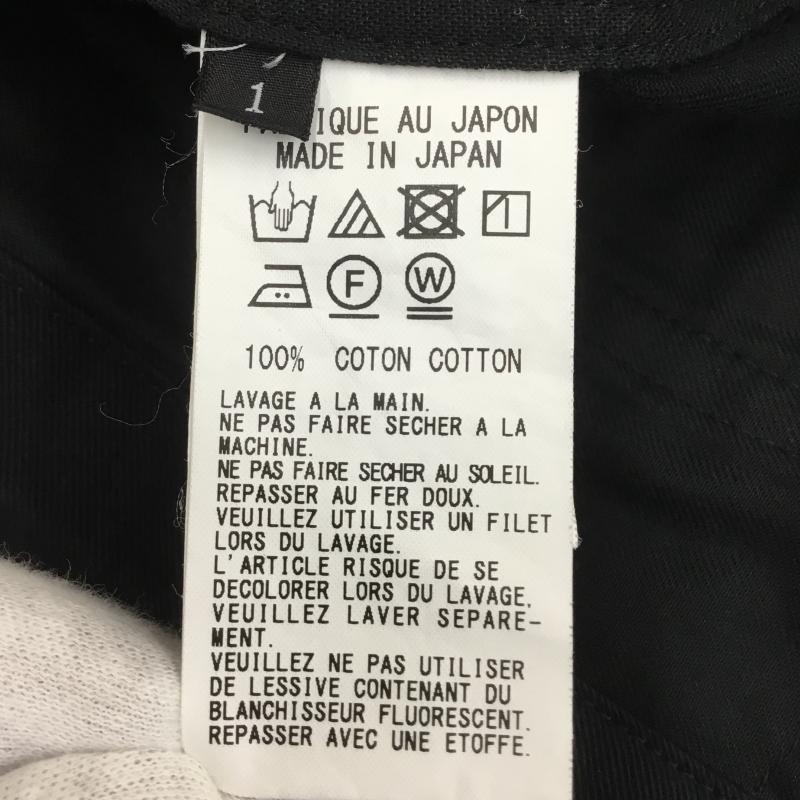 1
IQUE AU JAPON
MADE IN JAPAN
F W
100% COTON COTTON
LAVAGE A LA MAIN.
NE PAS FAIRE SECHER A LA
MACHINE.
NE PAS FAIRE SECHER AU SOLEIL.
REPASSER AU FER DOUX.
VEUILLEZ UTILISER UN FILET
LORS DU LAVAGE.
L'ARTICLE RISQUE DE SE
DECOLORER LORS DU LAVAGE.
VEUILLEZ LAVER SEPARE-
MENT.
VEUILLEZ NE PAS UTILISER
DE LESSIVE CONTENANT DU
BLANCHISSEUR FLUORESCENT.
REPASSER AVEC UNE ETOFFE.